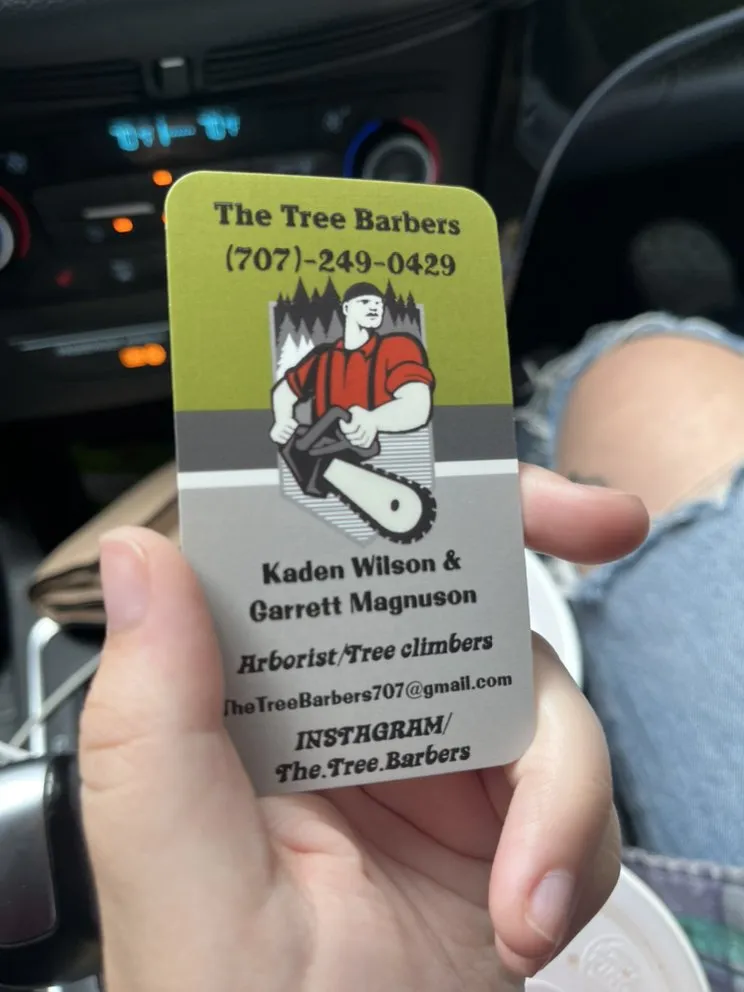 The Tree Barbers
(707)-249-0429
Kaden Wilson &
Garrett Magnuson
Arborist/Tree climbers
TheTreeBarbers707@gmail.com
INSTAGRAM/
The.Tree.Barbers